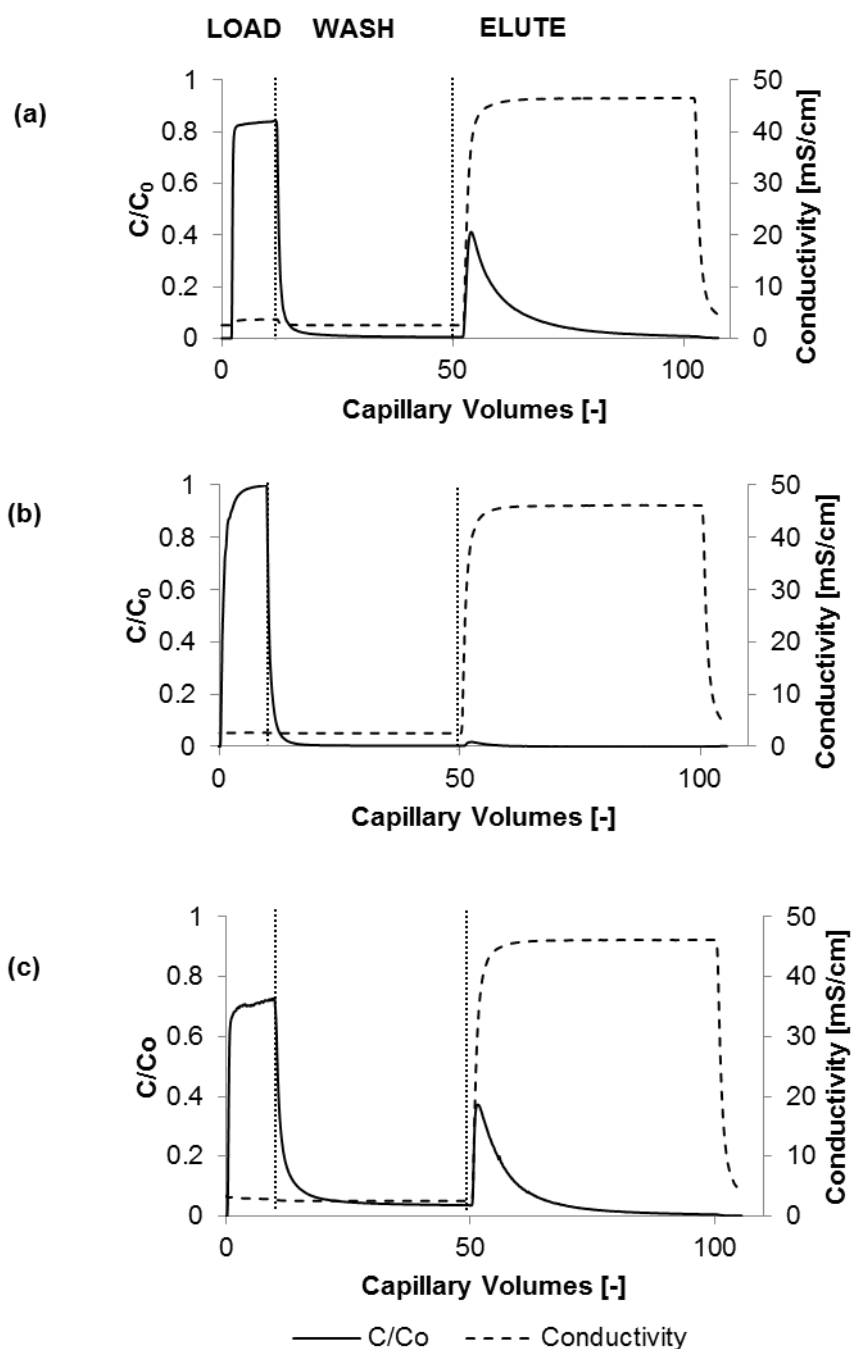 LOAD WASH ELUTE
(a)
1
0.8
0.6
0.4
0.2
0
C/C₀
50
40
30
20
10
0
Conductivity [mS/cm]
0 50 100
Capillary Volumes [-]
(b)
1
0.8
0.6
0.4
0.2
0
C/C₀
50
40
30
20
10
0
Conductivity [mS/cm]
0 50 100
Capillary Volumes [-]
(c)
1
0.8
0.6
0.4
0.2
0
C/Co
50
40
30
20
10
0
Conductivity [mS/cm]
0 50 100
Capillary Volumes [-]
C/Co Conductivity